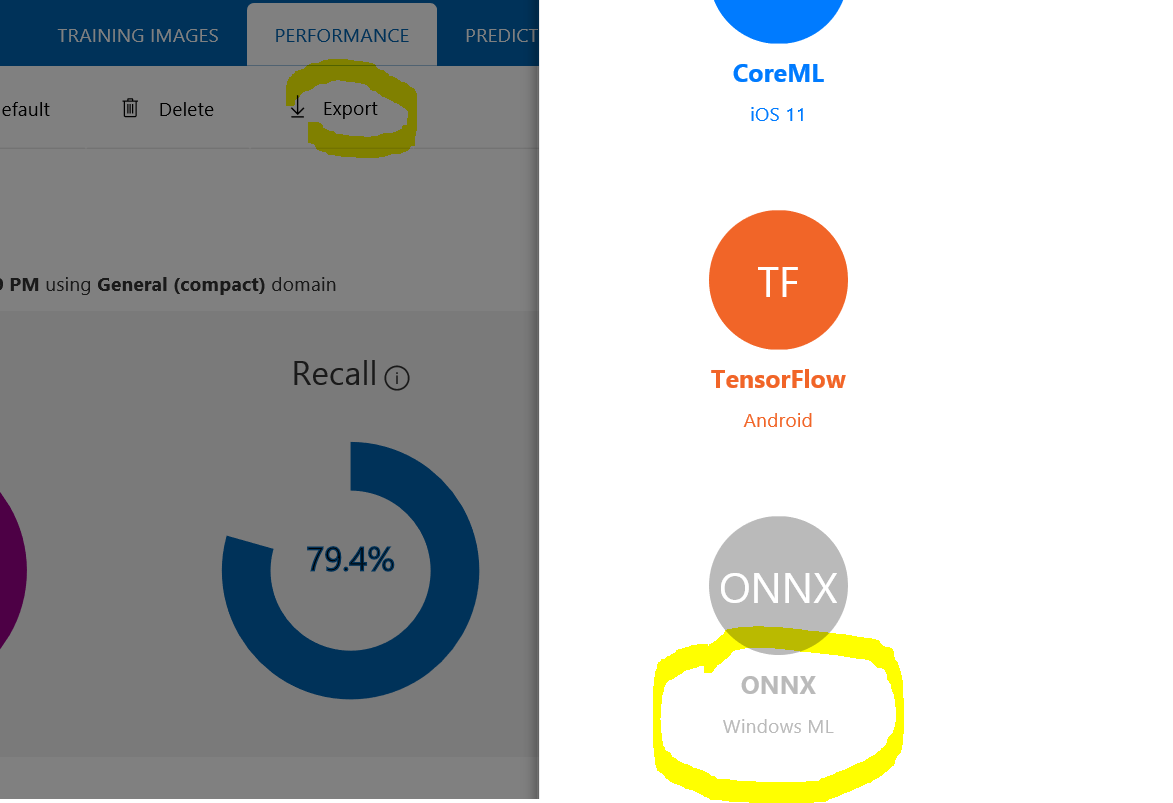 TRAINING IMAGES PERFORMANCE PREDICT
efault Delete Export
PM using General (compact) domain
Recall
79.4%
CoreML
iOS 11
TF
TensorFlow
Android
ONNX
ONNX
Windows ML